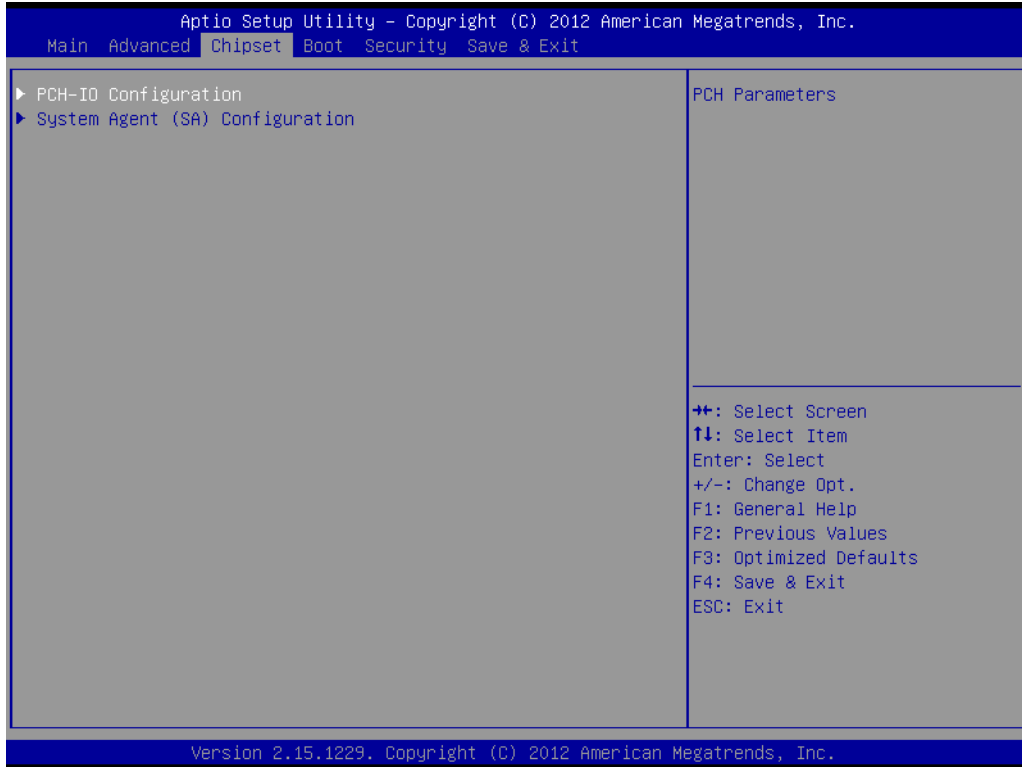 Aptio Setup Utility – Copyright (C) 2012 American Megatrends, Inc.
Main Advanced Chipset Boot Security Save & Exit
▶ PCH-IO Configuration
▶ System Agent (SA) Configuration
PCH Parameters
→←: Select Screen
↑↓: Select Item
Enter: Select
+/-: Change Opt.
F1: General Help
F2: Previous Values
F3: Optimized Defaults
F4: Save & Exit
ESC: Exit
Version 2.15.1229. Copyright (C) 2012 American Megatrends, Inc.